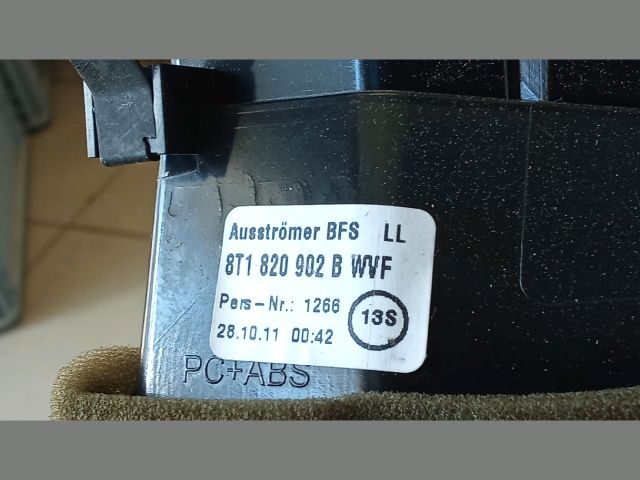 Ausströmer BFS LL
8T1 820 902 B WVF
Pers-Nr.: 1266
13S
28.10.11 00:42
PC+ABS